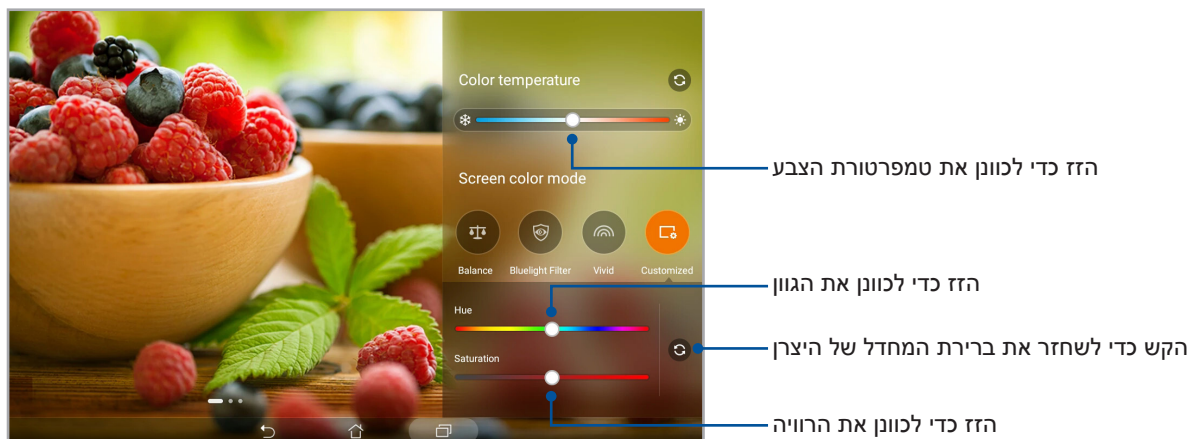 Color temperature
הזז כדי לכוונן את טמפרטורת הצבע
Screen color mode
Balance
Bluelight Filter
Vivid
Customized
הזז כדי לכוונן את הגוון
Hue
הקש כדי לשחזר את ברירת המחדל של היצרן
Saturation
הזז כדי לכוונן את הרוויה